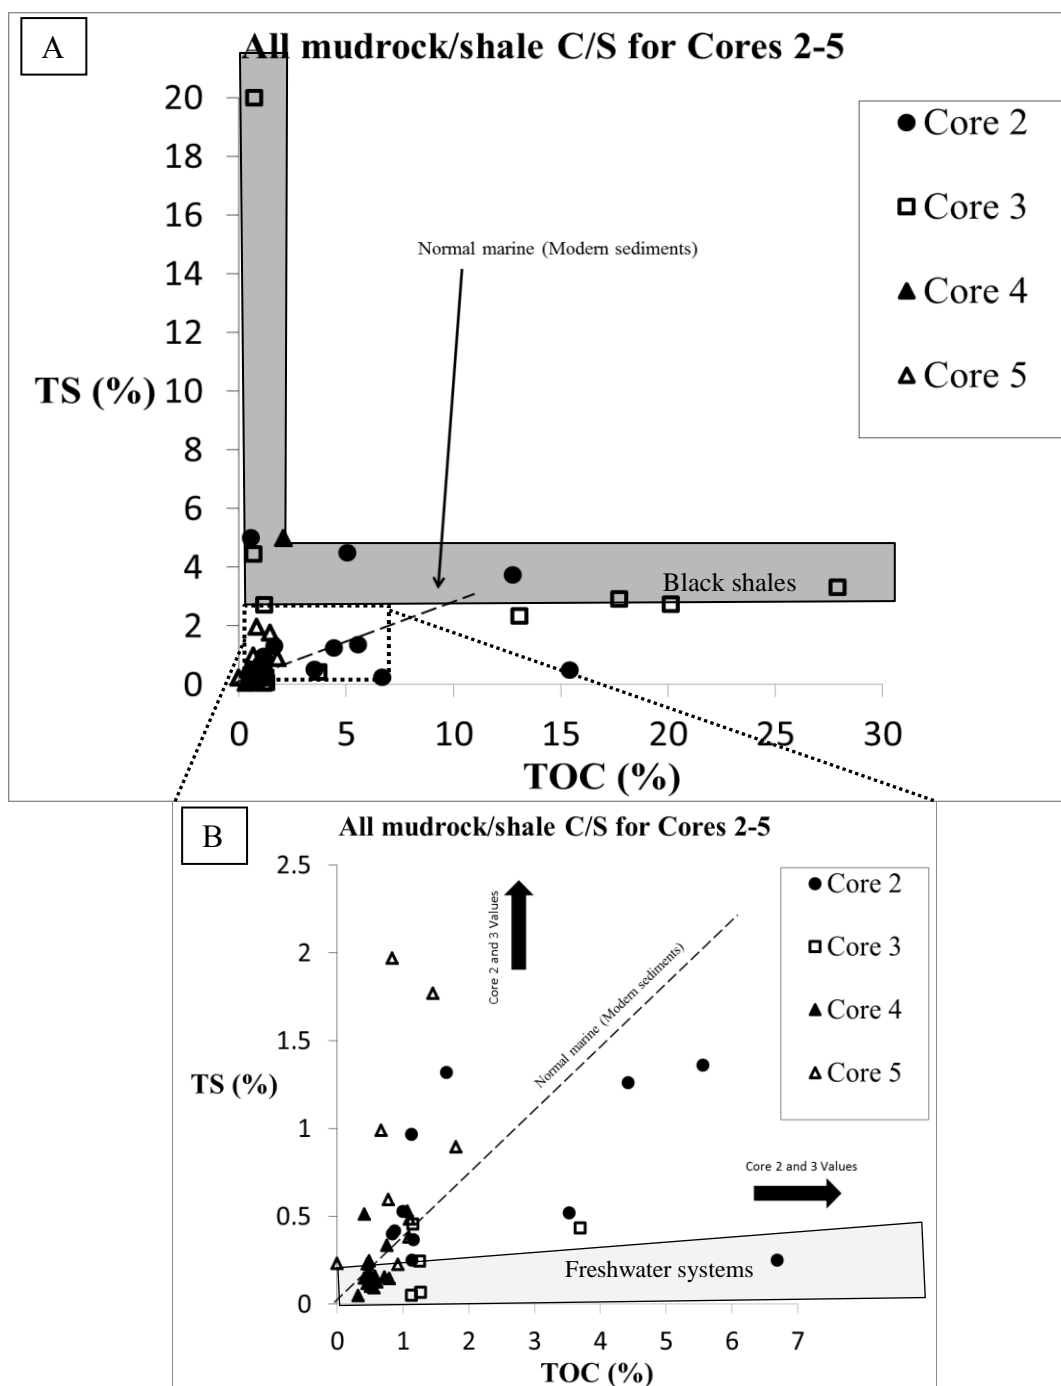 A
All mudrock/shale C/S for Cores 2-5
20
18
16
14
12
10
8
6
4
2
0
TS (%)
Normal marine (Modern sediments)
Black shales
Core 2
Core 3
Core 4
Core 5
0 5 10 15 20 25 30
TOC (%)
B
All mudrock/shale C/S for Cores 2-5
2.5
2
1.5
1
0.5
0
TS (%)
Core 2 and 3 Values
Normal marine (Modern sediments)
Core 2
Core 3
Core 4
Core 5
Core 2 and 3 Values
Freshwater systems
0 1 2 3 4 5 6 7
TOC (%)